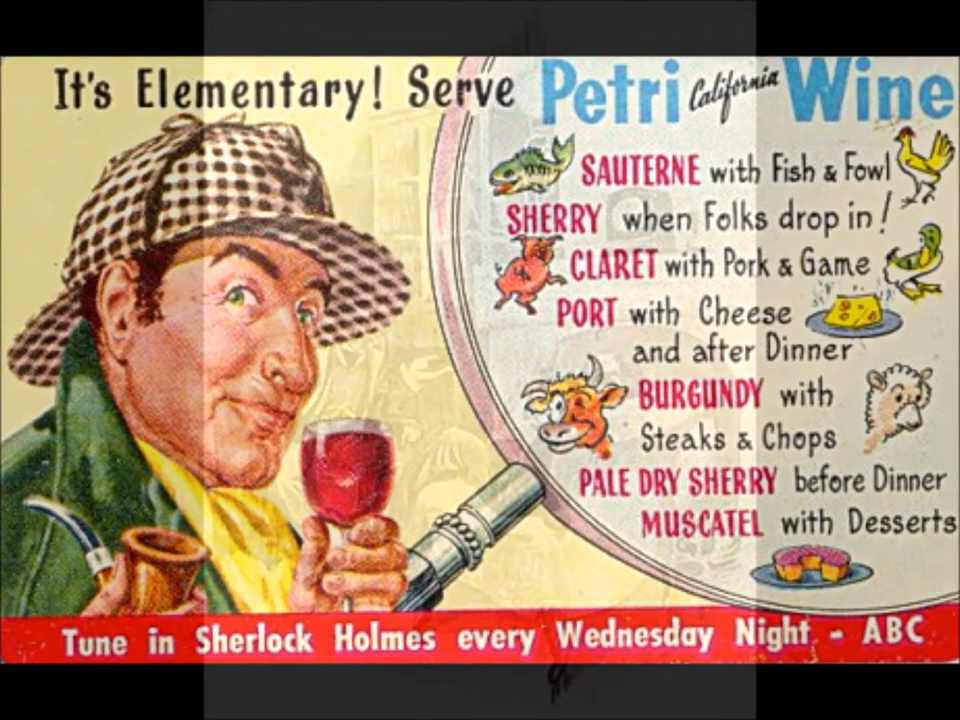 It's Elementary! Serve Petri California Wine
SAUTERNE with Fish & Fowl
SHERRY when Folks drop in!
CLARET with Pork & Game
PORT with Cheese
and after Dinner
BURGUNDY with
Steaks & Chops
PALE DRY SHERRY before Dinner
MUSCATEL with Desserts
Tune in Sherlock Holmes every Wednesday Night - ABC